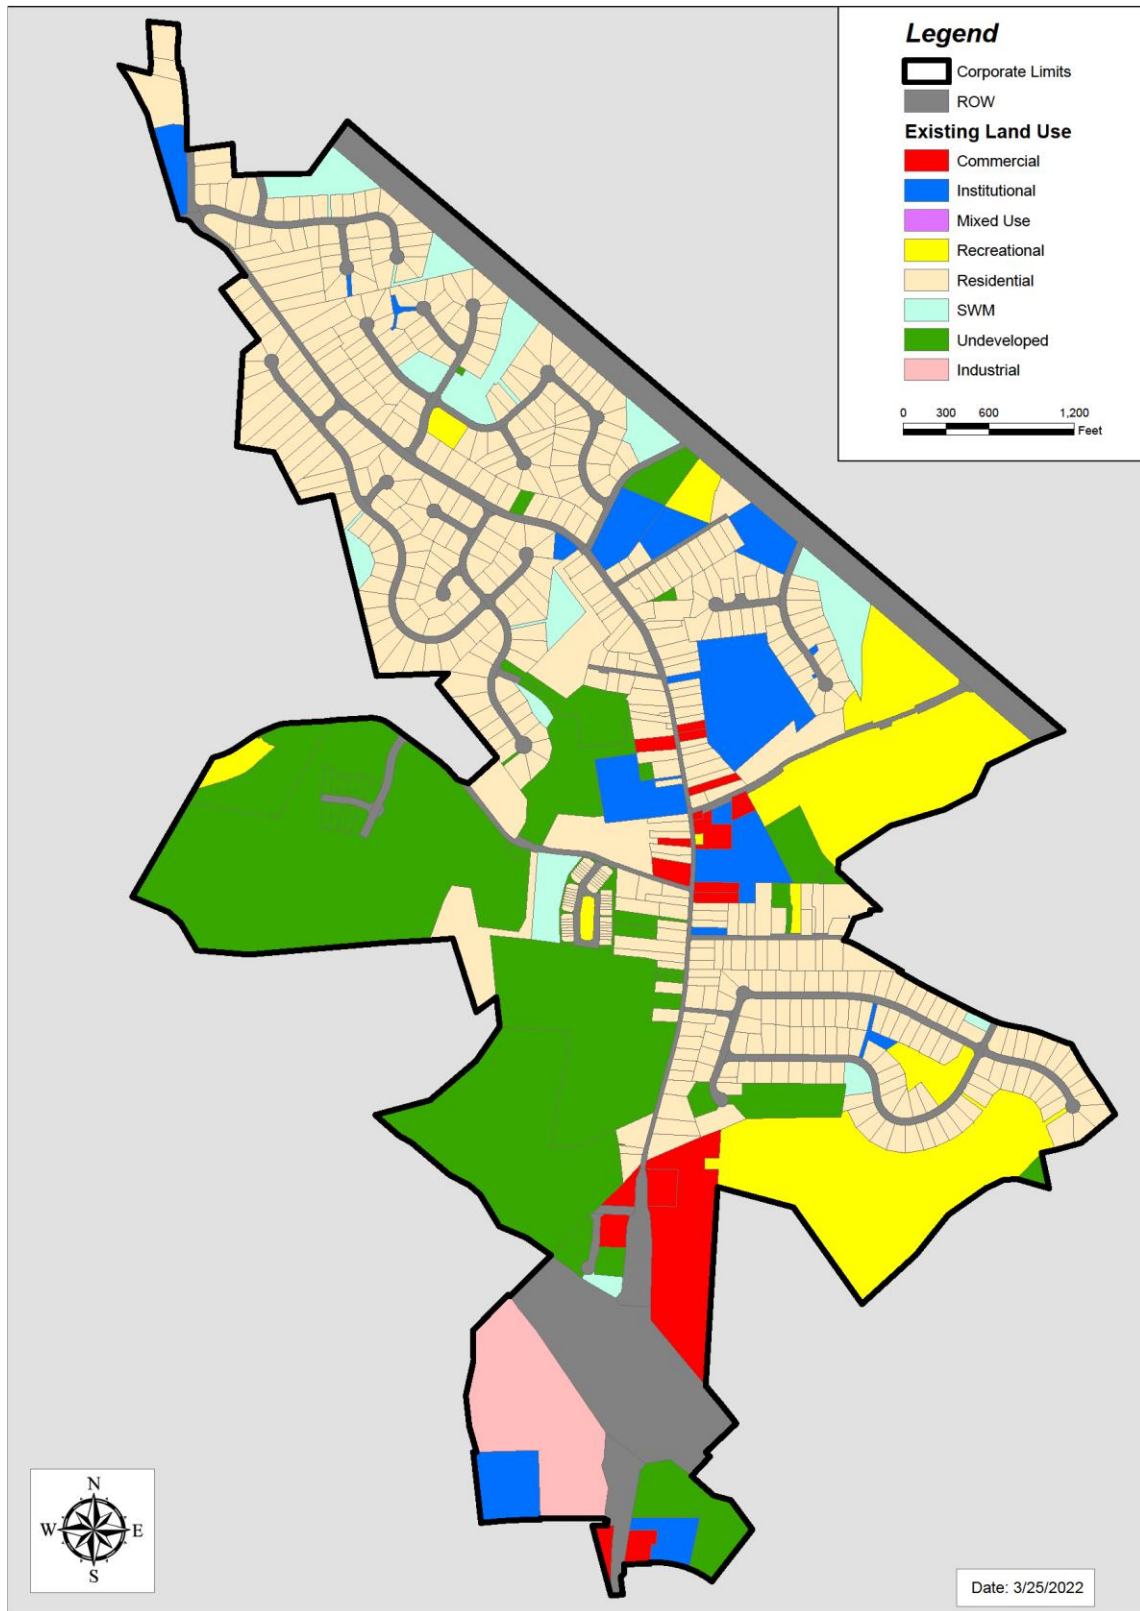 Legend
Corporate Limits
ROW
Existing Land Use
Commercial
Institutional
Mixed Use
Recreational
Residential
SWM
Undeveloped
Industrial
0 300 600 1,200
Feet
N
W E
S
Date: 3/25/2022